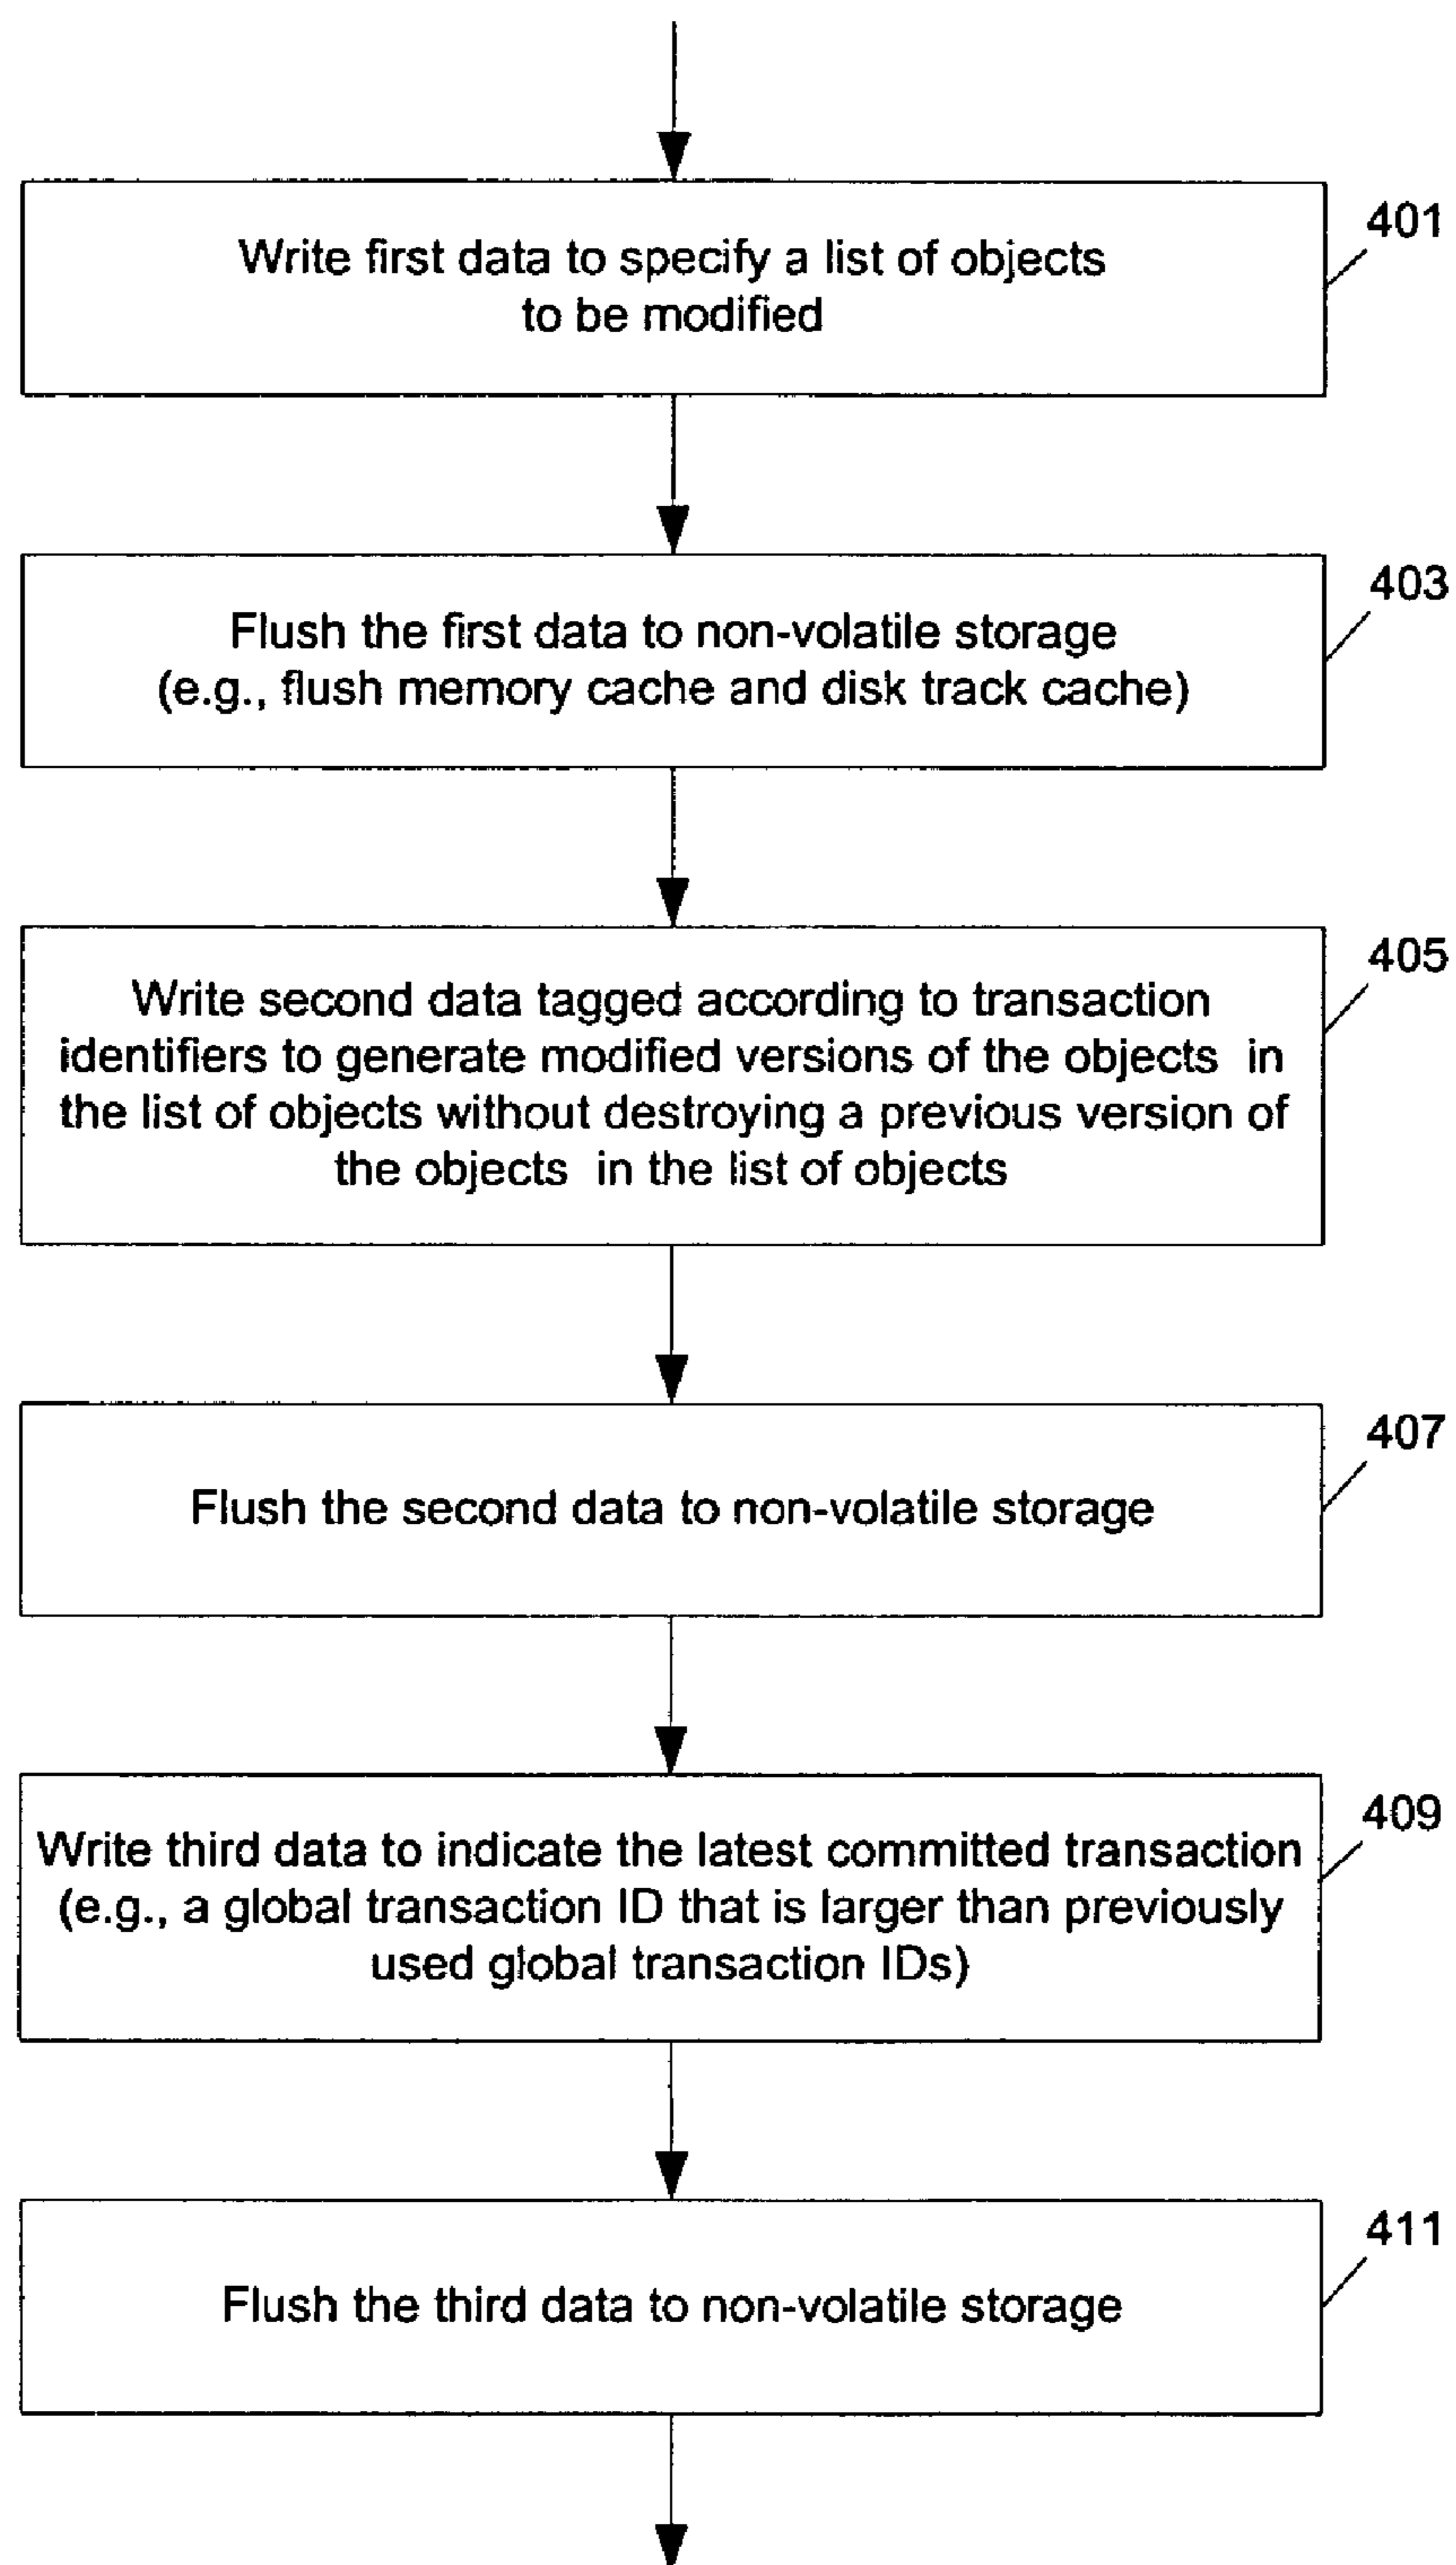 Write first data to specify a list of objects
to be modified
401
Flush the first data to non-volatile storage
(e.g., flush memory cache and disk track cache)
403
Write second data tagged according to transaction
identifiers to generate modified versions of the objects in
the list of objects without destroying a previous version of
the objects in the list of objects
405
Flush the second data to non-volatile storage
407
Write third data to indicate the latest committed transaction
(e.g., a global transaction ID that is larger than previously
used global transaction IDs)
409
Flush the third data to non-volatile storage
411